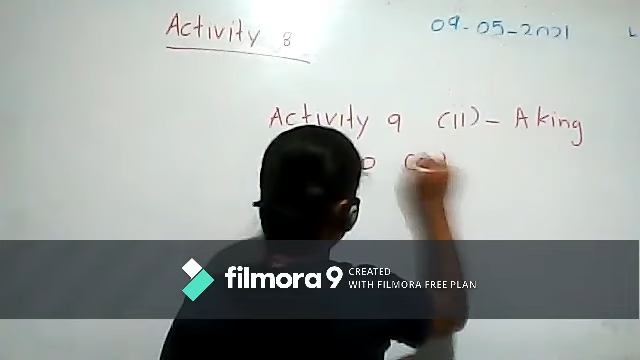 Activity 8
09-05-2021
L
Activity 9 (ii) - A king
filmora 9 CREATED
WITH FILMORA FREE PLAN